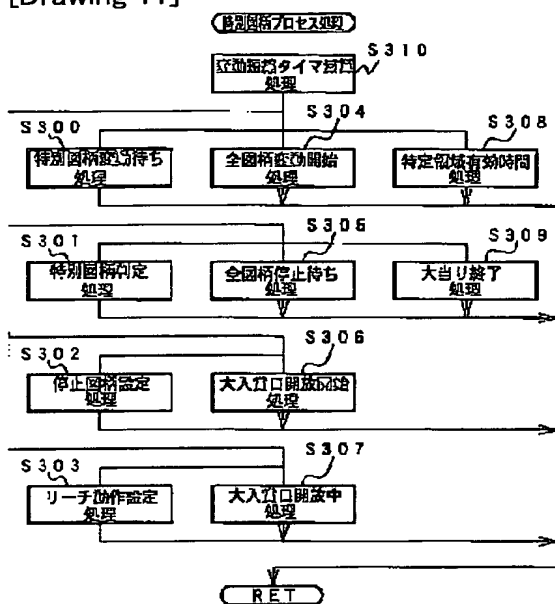 [Drawing 11]
特別図柄プロセス処理
S310
変動短縮タイマ減算
処理
S300
特別図柄変動待ち
処理
S304
全図柄変動開始
処理
S308
特定領域有効時間
処理
S301
特別図柄判定
処理
S305
全図柄停止待ち
処理
S309
大当り終了
処理
S302
停止図柄設定
処理
S306
大入賞口開放開始
処理
S303
リーチ動作設定
処理
S307
大入賞口開放中
処理
RET